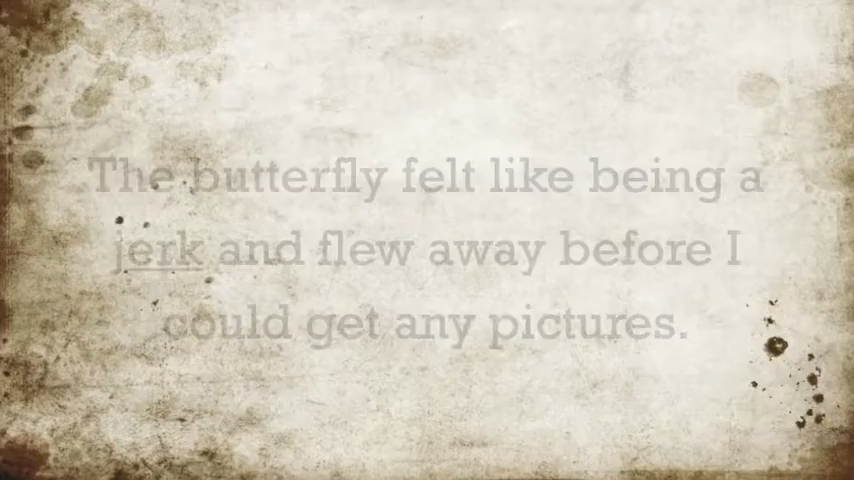 The butterfly felt like being a
jerk and flew away before I
could get any pictures.